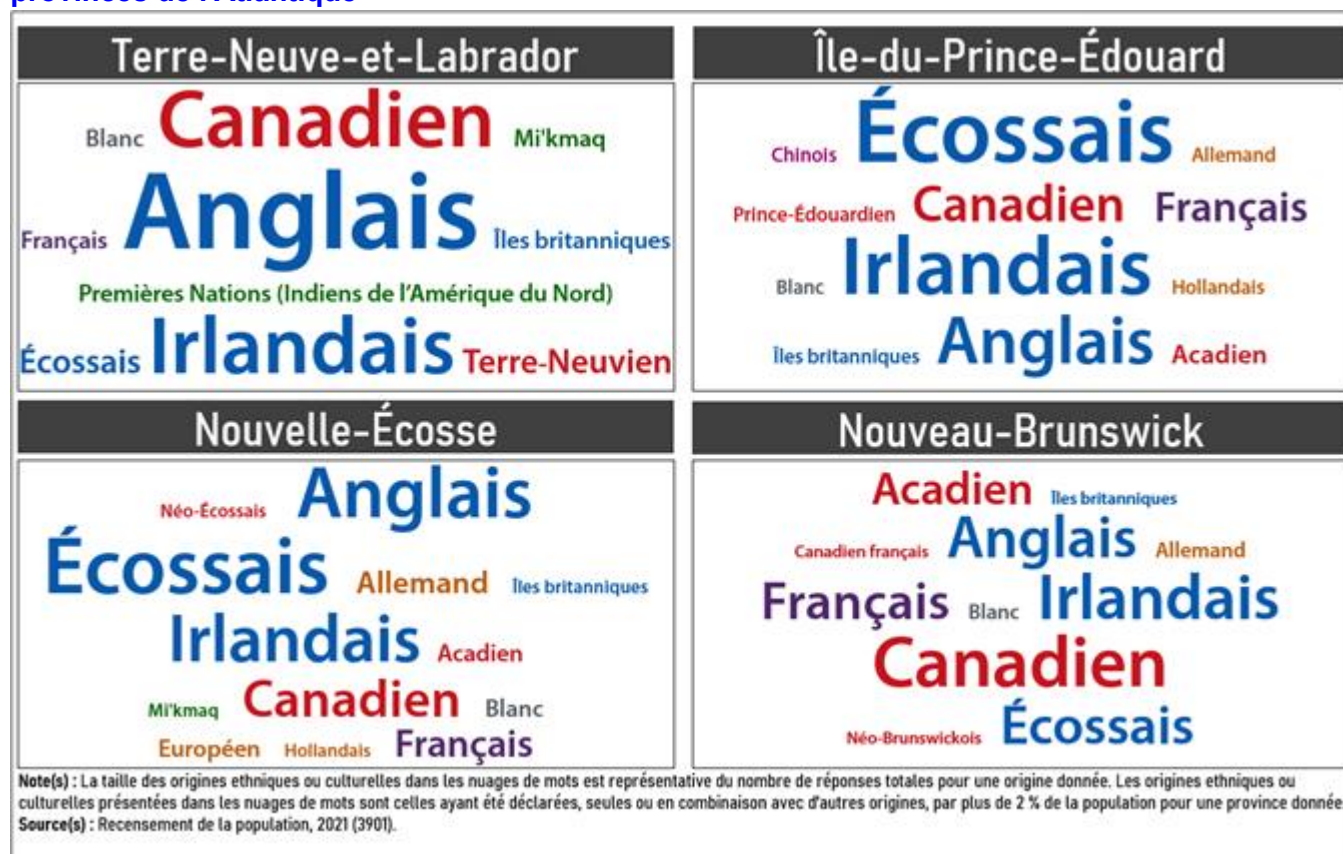 provinces de l'Atlantique
Terre-Neuve-et-Labrador
Blanc Canadien Mi'kmaq
Français Anglais Îles britanniques
Premières Nations (Indiens de l'Amérique du Nord)
Écossais Irlandais Terre-Neuvien
Île-du-Prince-Édouard
Chinois Écossais Allemand
Prince-Édouardien Canadien Français
Blanc Irlandais Hollandais
Îles britanniques Anglais Acadien
Nouvelle-Écosse
Néo-Écossais Anglais
Écossais Allemand Îles britanniques
Irlandais Acadien
Mi'kmaq Canadien Blanc
Européen Hollandais Français
Nouveau-Brunswick
Acadien Îles britanniques
Canadien français Anglais Allemand
Français Blanc Irlandais
Canadien
Néo-Brunswickois Écossais
Note(s) : La taille des origines ethniques ou culturelles dans les nuages de mots est représentative du nombre de réponses totales pour une origine donnée. Les origines ethniques ou
culturelles présentées dans les nuages de mots sont celles ayant été déclarées, seules ou en combinaison avec d'autres origines, par plus de 2 % de la population pour une province donnée
Source(s) : Recensement de la population, 2021 (3901).